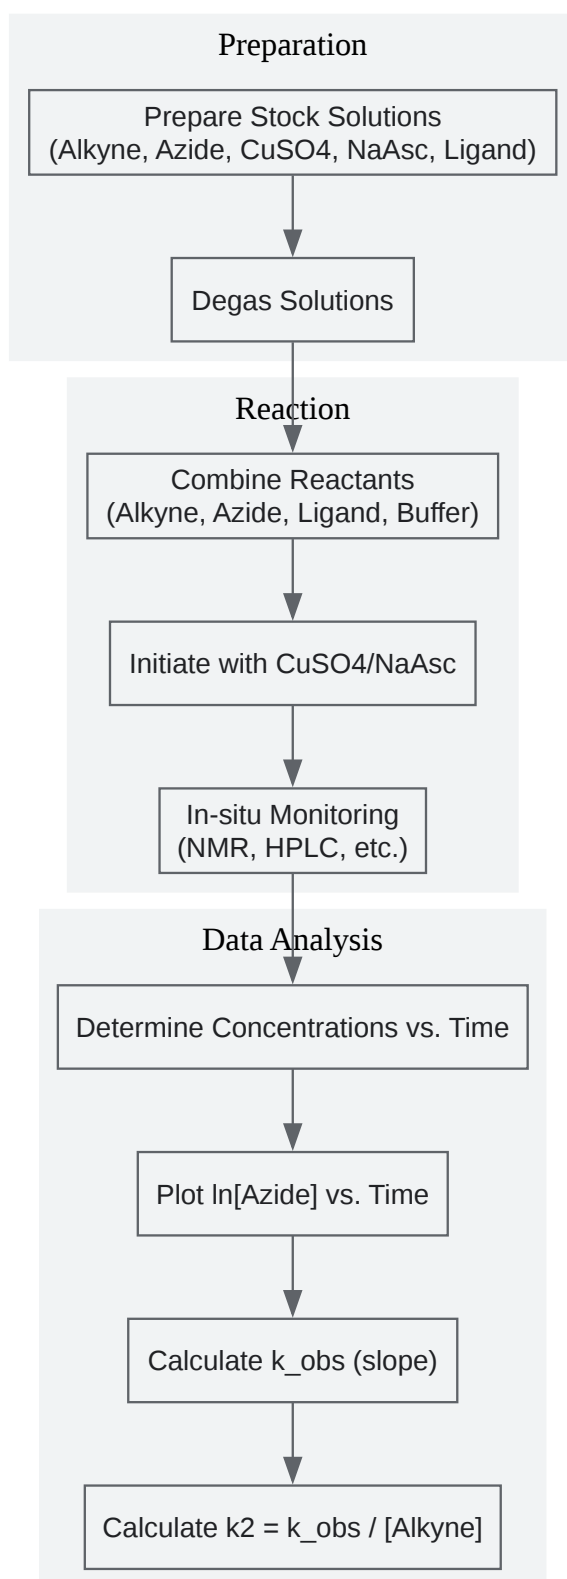 Preparation
Prepare Stock Solutions
(Alkyne, Azide, CuSO4, NaAsc, Ligand)
Degas Solutions
Reaction
Combine Reactants
(Alkyne, Azide, Ligand, Buffer)
Initiate with CuSO4/NaAsc
In-situ Monitoring
(NMR, HPLC, etc.)
Data Analysis
Determine Concentrations vs. Time
Plot ln[Azide] vs. Time
Calculate k_obs (slope)
Calculate k2 = k_obs / [Alkyne]